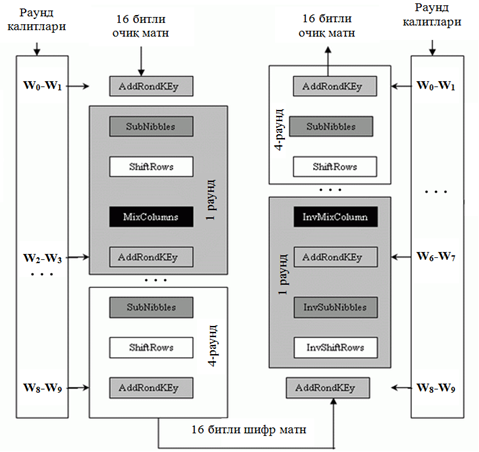 Раунд
калитлари
16 битли
очиқ матн
16 битли
очиқ матн
Раунд
калитлари
W0-W1
AddRondKEy
AddRondKEy
W0-W1
SubNibbles
SubNibbles
4-раунд
ShiftRows
ShiftRows
. . .
. . .
1 раунд
MixColumns
InvMixColumn
W2-W3
AddRondKEy
AddRondKEy
W6-W7
. . .
. . .
1 раунд
SubNibbles
InvSubNibbles
4-раунд
ShiftRows
InvShiftRows
W8-W9
AddRondKEy
AddRondKEy
W8-W9
16 битли шифр матн